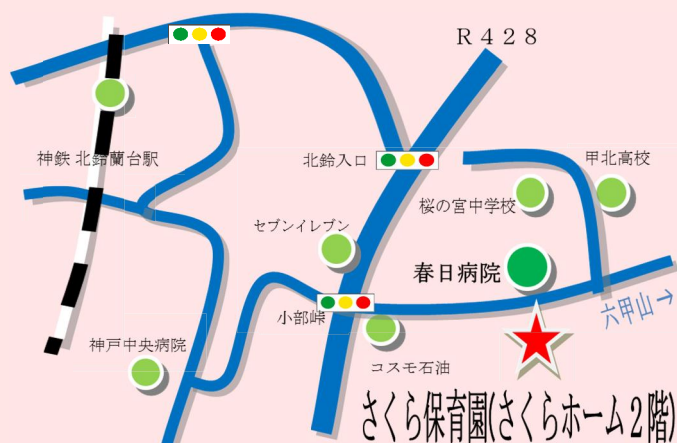 R428
神鉄 北鈴蘭台駅
北鈴入口
甲北高校
桜の宮中学校
セブンイレブン
春日病院
小部峠
六甲山→
神戸中央病院
コスモ石油
さくら保育園(さくらホーム2階)